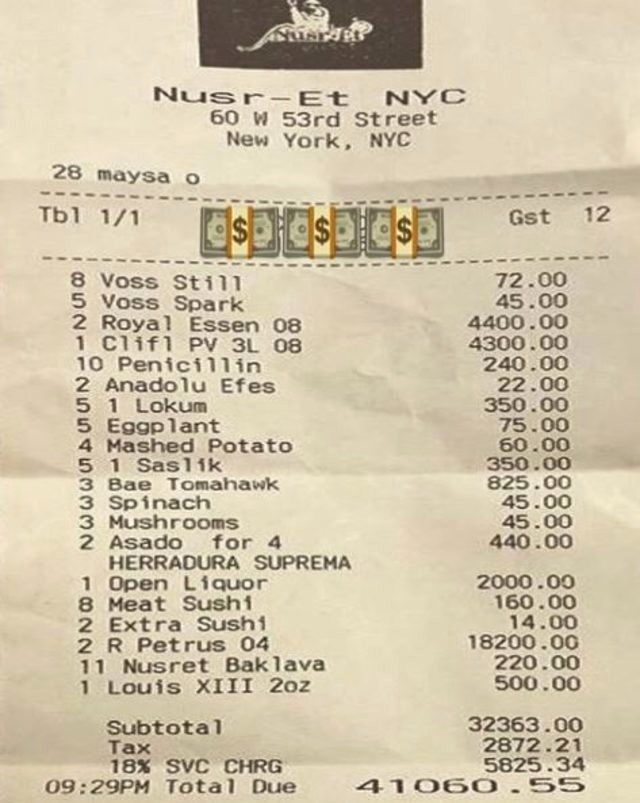 Nusr-Et
Nusr-Et NYC
60 W 53rd Street
New York, NYC
28 maysa o
Tbl 1/1 $ $ $ Gst 12
8 Voss Still 72.00
5 Voss Spark 45.00
2 Royal Essen 08 4400.00
1 Clifl PV 3L 08 4300.00
10 Penicillin 240.00
2 Anadolu Efes 22.00
5 1 Lokum 350.00
5 Eggplant 75.00
4 Mashed Potato 60.00
5 1 Saslik 350.00
3 Bae Tomahawk 825.00
3 Spinach 45.00
3 Mushrooms 45.00
2 Asado for 4 440.00
HERRADURA SUPREMA
1 Open Liquor 2000.00
8 Meat Sushi 160.00
2 Extra Sushi 14.00
2 R Petrus 04 18200.00
11 Nusret Baklava 220.00
1 Louis XIII 2oz 500.00
Subtotal 32363.00
Tax 2872.21
18% SVC CHRG 5825.34
09:29PM Total Due 41060.55